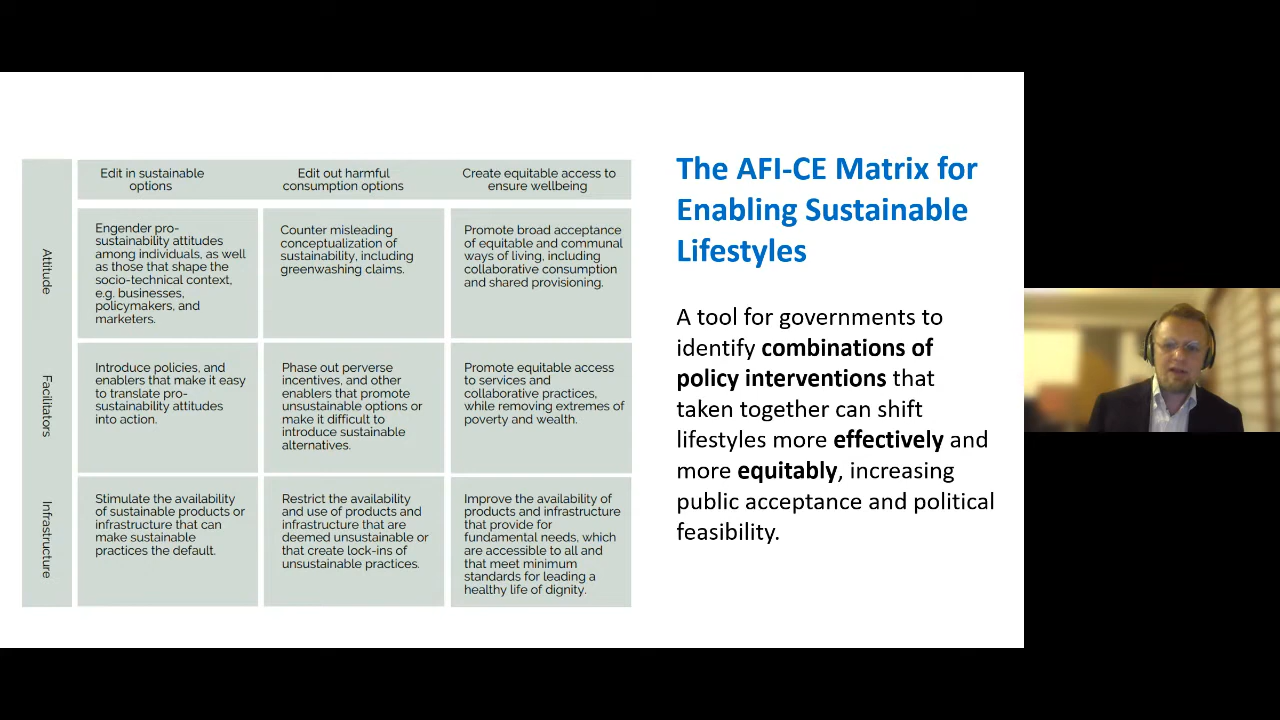 Edit in sustainable
options
Edit out harmful
consumption options
Create equitable access to
ensure wellbeing
Attitude
Engender pro-
sustainability attitudes
among individuals, as well
as those that shape the
socio-technical context,
e.g. businesses,
policymakers, and
marketers.
Counter misleading
conceptualization of
sustainability, including
greenwashing claims.
Promote broad acceptance
of equitable and communal
ways of living, including
collaborative consumption
and shared provisioning.
Facilitators
Introduce policies, and
enablers that make it easy
to translate pro-
sustainability attitudes
into action.
Phase out perverse
incentives, and other
enablers that promote
unsustainable options or
make it difficult to
introduce sustainable
alternatives.
Promote equitable access
to services and
collaborative practices,
while removing extremes of
poverty and wealth.
Infrastructure
Stimulate the availability
of sustainable products or
infrastructure that can
make sustainable
practices the default.
Restrict the availability
and use of products and
infrastructure that are
deemed unsustainable or
that create lock-ins of
unsustainable practices.
Improve the availability of
products and infrastructure
that provide for
fundamental needs, which
are accessible to all and
that meet minimum
standards for leading a
healthy life of dignity.
The AFI-CE Matrix for
Enabling Sustainable
Lifestyles
A tool for governments to
identify combinations of
policy interventions that
taken together can shift
lifestyles more effectively and
more equitably, increasing
public acceptance and political
feasibility.